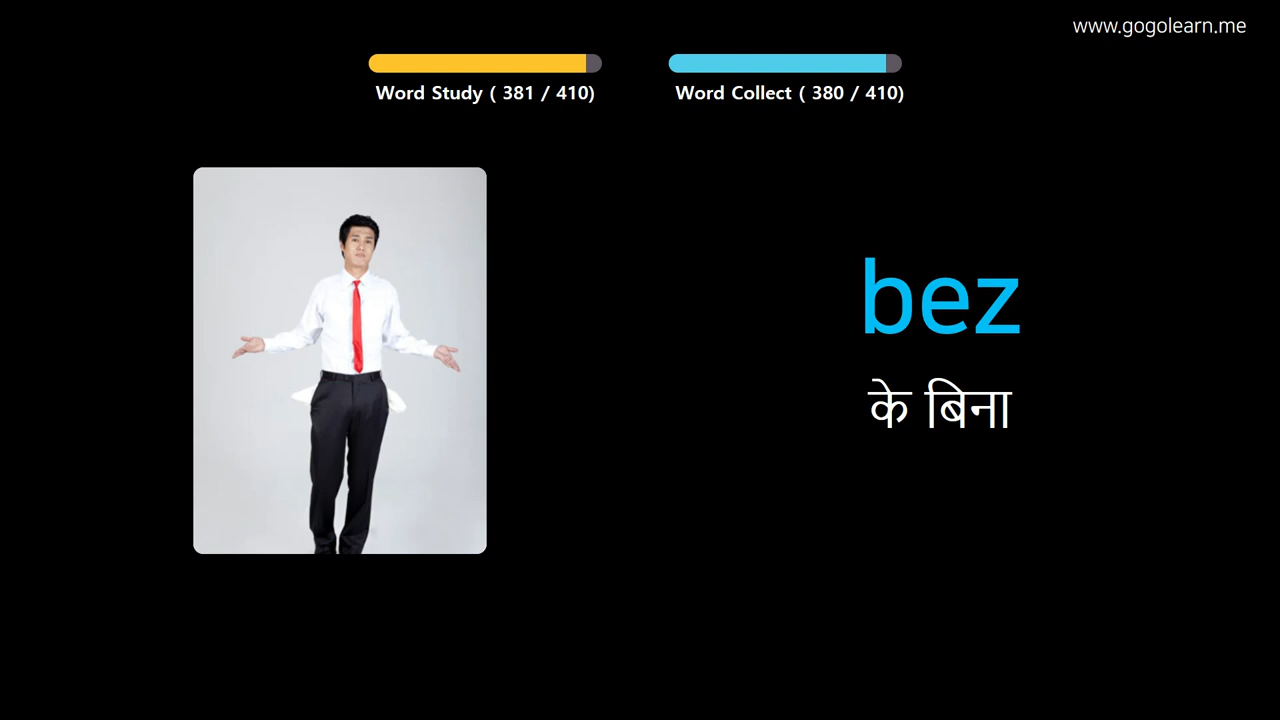 www.gogolearn.me
Word Study ( 381 / 410)
Word Collect ( 380 / 410)
bez
के बिना